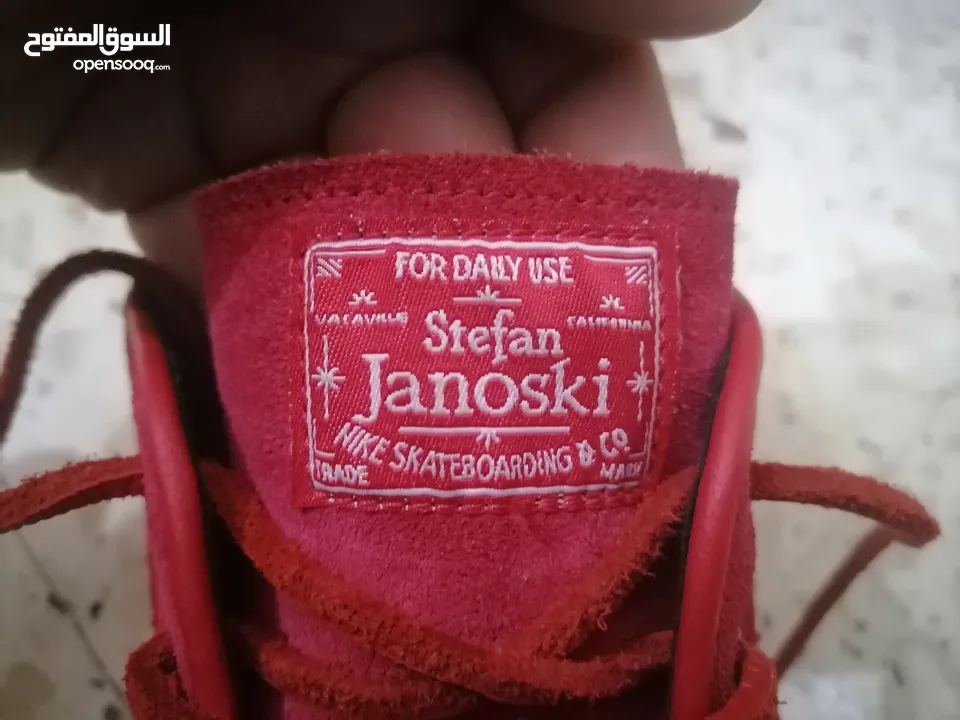 السوق المفتوح
opensooq.com
FOR DAILY USE
VACAVILLE CALIFORNIA
Stefan
Janoski
NIKE SKATEBOARDING & CO
TRADE MARK